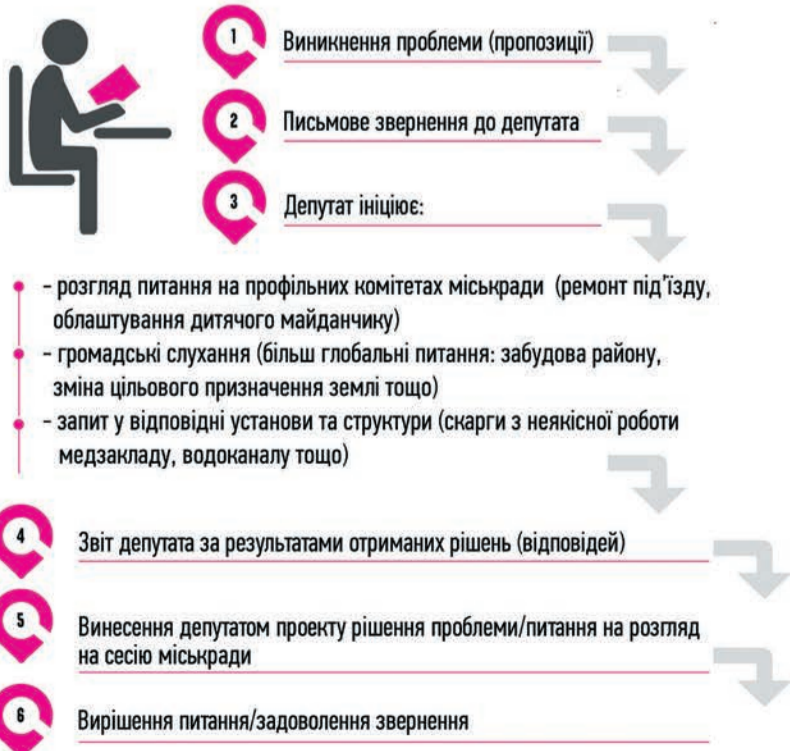 1 Виникнення проблеми (пропозиції)
2 Письмове звернення до депутата
3 Депутат ініціює:
- розгляд питання на профільних комітетах міськради (ремонт під'їзду,
облаштування дитячого майданчику)
- громадські слухання (більш глобальні питання: забудова району,
зміна цільового призначення землі тощо)
- запит у відповідні установи та структури (скарги з неякісної роботи
медзакладу, водоканалу тощо)
4 Звіт депутата за результатами отриманих рішень (відповідей)
5 Винесення депутатом проекту рішення проблеми/питання на розгляд
на сесію міськради
6 Вирішення питання/задоволення звернення